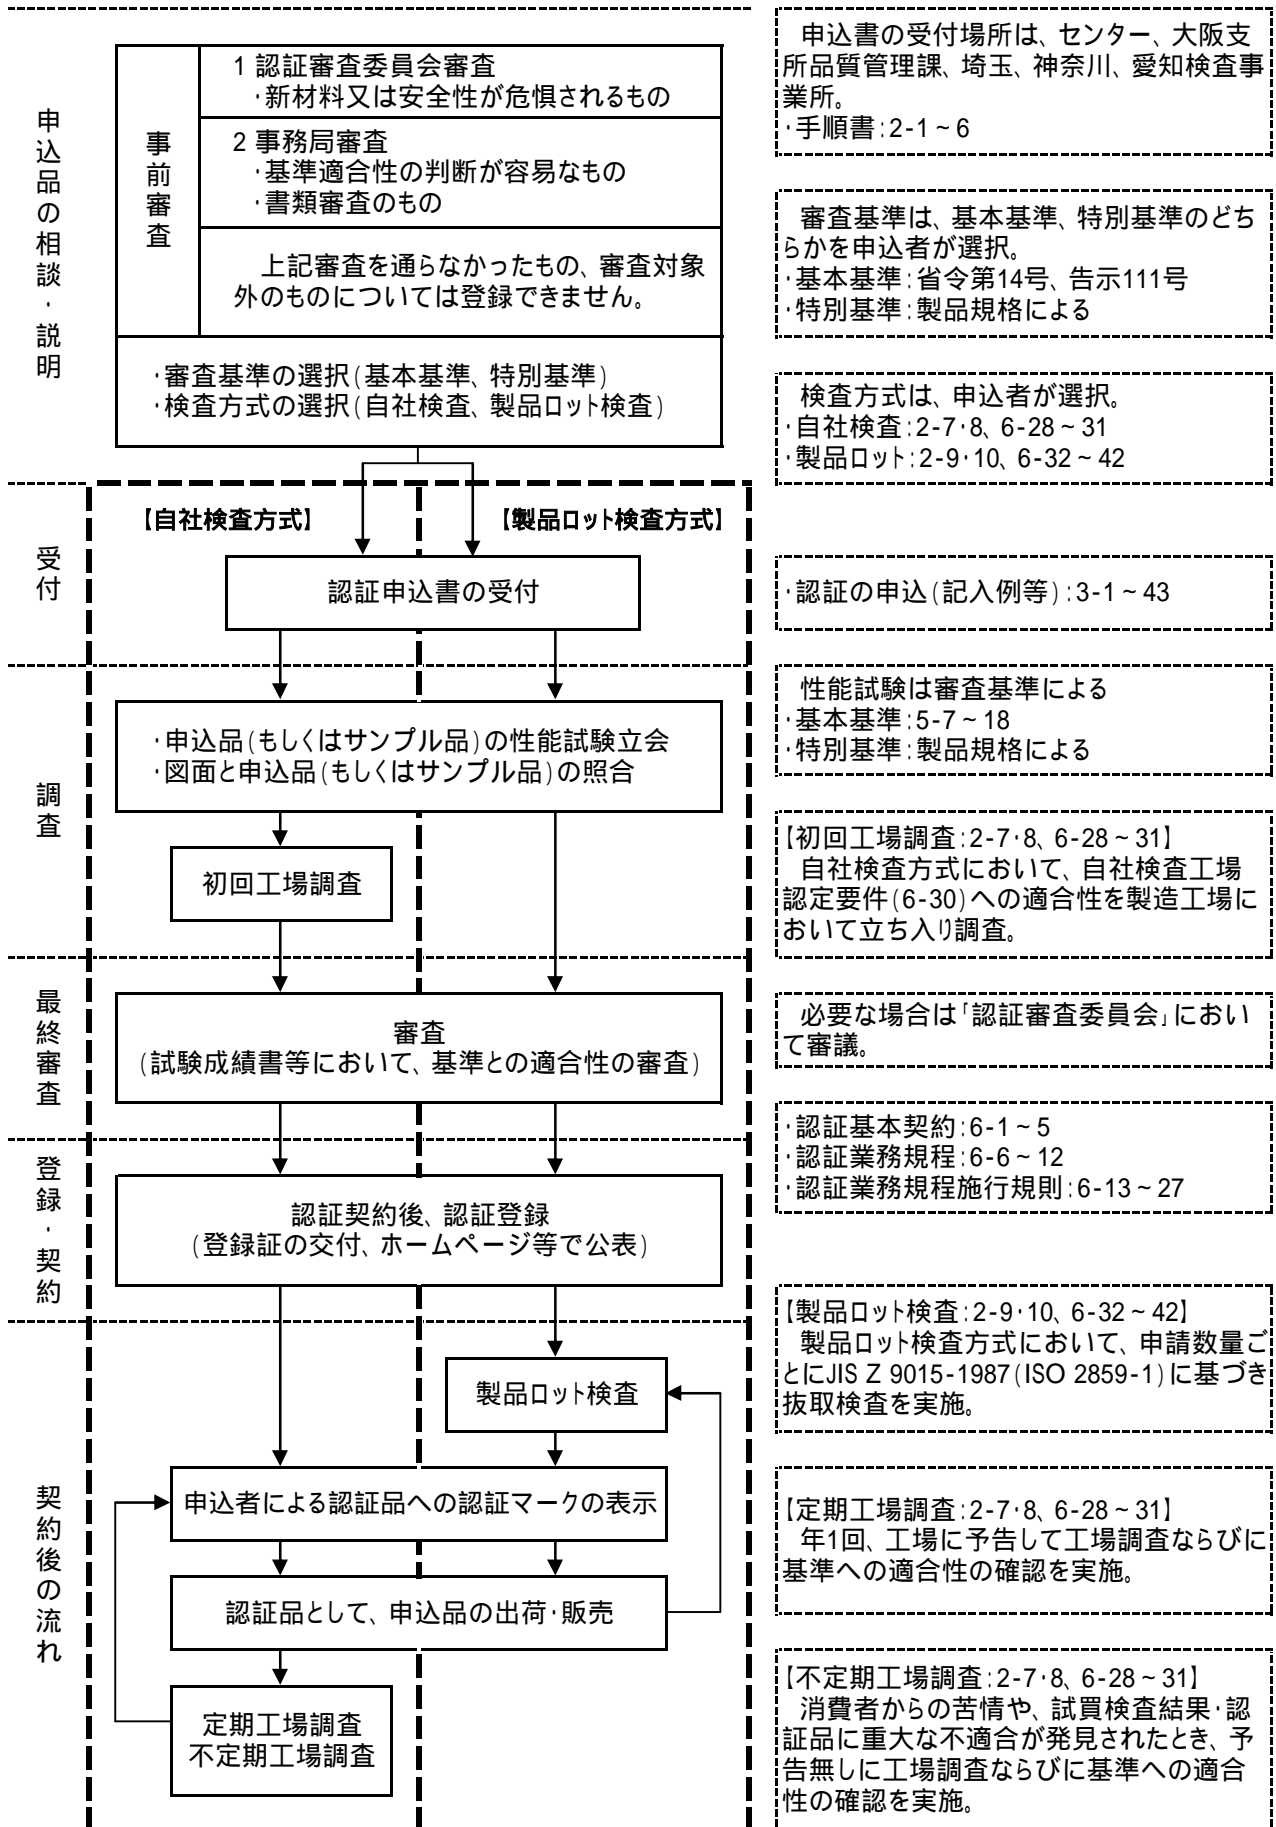 申込品の相談・説明
事前審査
1 認証審査委員会審査
・新材料又は安全性が危惧されるもの
2 事務局審査
・基準適合性の判断が容易なもの
・書類審査のもの
上記審査を通らなかったもの、審査対象
外のものについては登録できません。
・審査基準の選択(基本基準、特別基準)
・検査方式の選択(自社検査、製品ロット検査)
申込書の受付場所は、センター、大阪支
所品質管理課、埼玉、神奈川、愛知検査事
業所。
・手順書:2-1~6
審査基準は、基本基準、特別基準のどち
らかを申込者が選択。
・基本基準:省令第14号、告示111号
・特別基準:製品規格による
検査方式は、申込者が選択。
・自社検査:2-7・8、6-28~31
・製品ロット:2-9・10、6-32~42
受付
【自社検査方式】
【製品ロット検査方式】
認証申込書の受付
・認証の申込(記入例等):3-1~43
調査
・申込品(もしくはサンプル品)の性能試験立会
・図面と申込品(もしくはサンプル品)の照合
初回工場調査
性能試験は審査基準による
・基本基準:5-7~18
・特別基準:製品規格による
【初回工場調査:2-7・8、6-28~31】
自社検査方式において、自社検査工場
認定要件(6-30)への適合性を製造工場に
おいて立ち入り調査。
最終審査
審査
(試験成績書等において、基準との適合性の審査)
必要な場合は「認証審査委員会」におい
て審議。
登録・契約
認証契約後、認証登録
(登録証の交付、ホームページ等で公表)
・認証基本契約:6-1~5
・認証業務規程:6-6~12
・認証業務規程施行規則:6-13~27
契約後の流れ
製品ロット検査
申込者による認証品への認証マークの表示
認証品として、申込品の出荷・販売
定期工場調査
不定期工場調査
【製品ロット検査:2-9・10、6-32~42】
製品ロット検査方式において、申請数量ご
とにJIS Z 9015-1987(ISO 2859-1)に基づき
抜取検査を実施。
【定期工場調査:2-7・8、6-28~31】
年1回、工場に予告して工場調査ならびに
基準への適合性の確認を実施。
【不定期工場調査:2-7・8、6-28~31】
消費者からの苦情や、試買検査結果・認
証品に重大な不適合が発見されたとき、予
告無しに工場調査ならびに基準への適合
性の確認を実施。